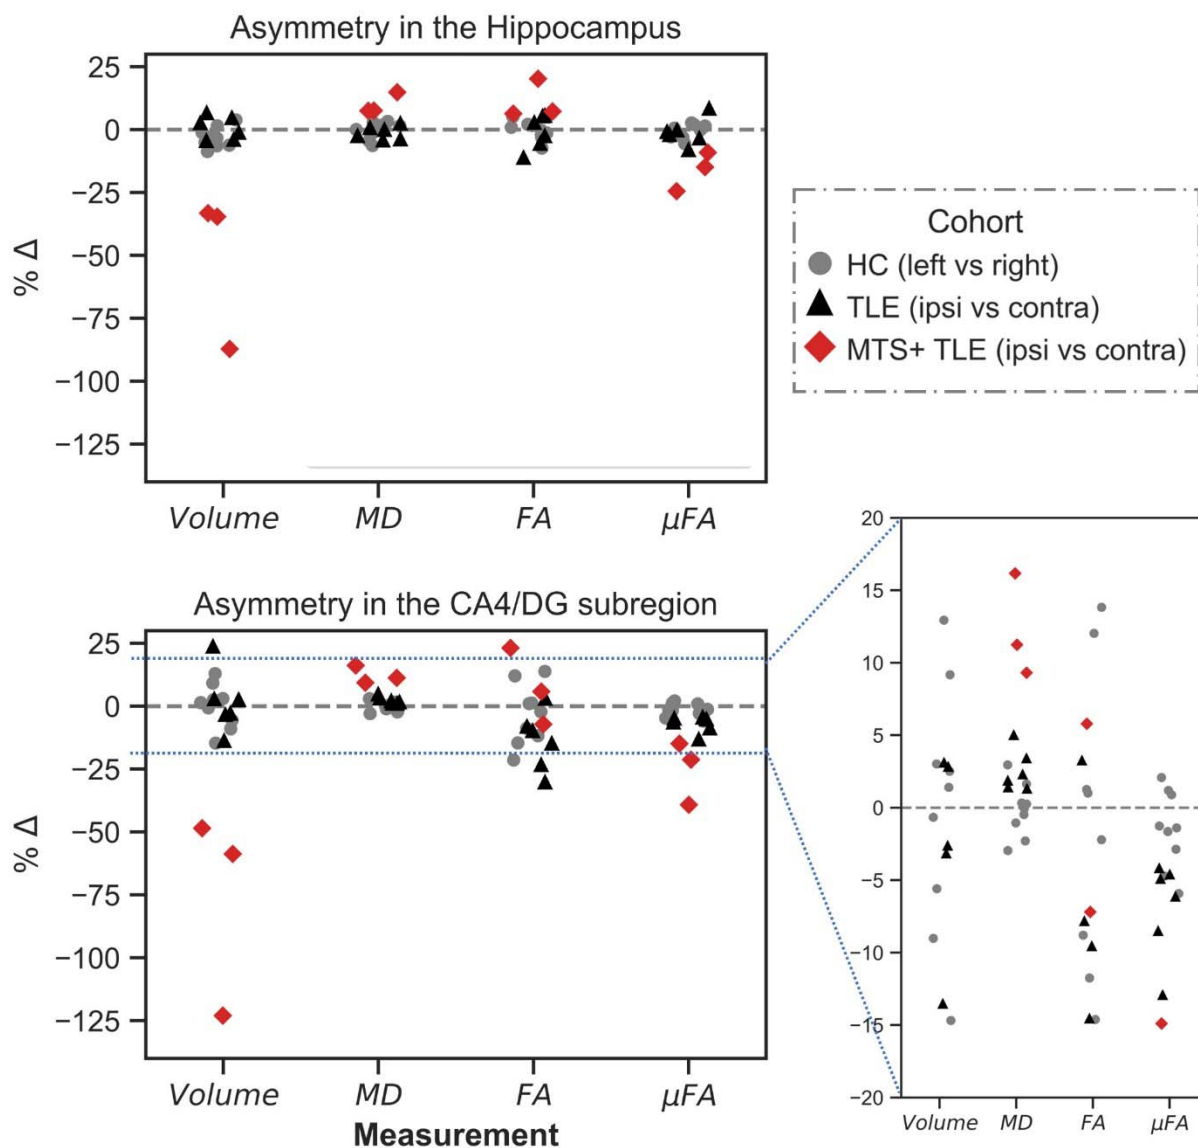 Asymmetry in the Hippocampus
25
0
−25
−50
−75
−100
−125
% Δ
Volume MD FA μFA
Cohort
HC (left vs right)
TLE (ipsi vs contra)
MTS+ TLE (ipsi vs contra)
Asymmetry in the CA4/DG subregion
25
0
−25
−50
−75
−100
−125
% Δ
Volume MD FA μFA
Measurement
20
15
10
5
0
−5
−10
−15
−20
Volume MD FA μFA